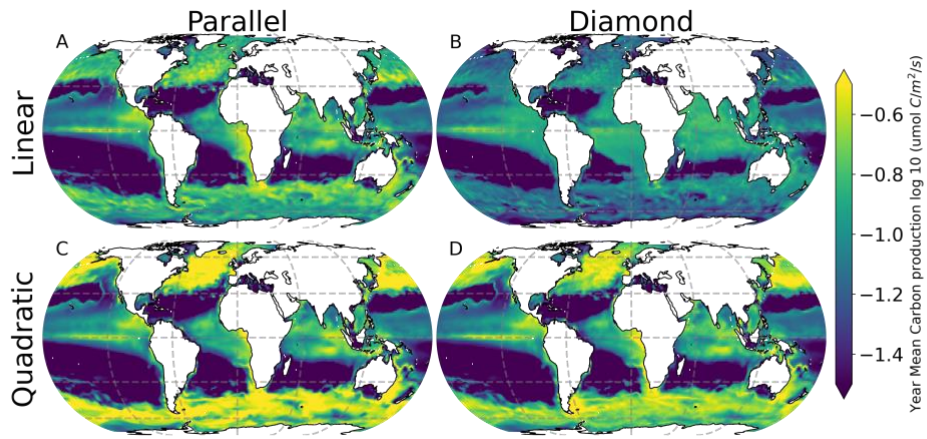 Parallel
Diamond
A
B
Linear
C
D
Quadratic
−0.6
−0.8
−1.0
−1.2
−1.4
Year Mean Carbon production log 10 (umol C/m²/s)